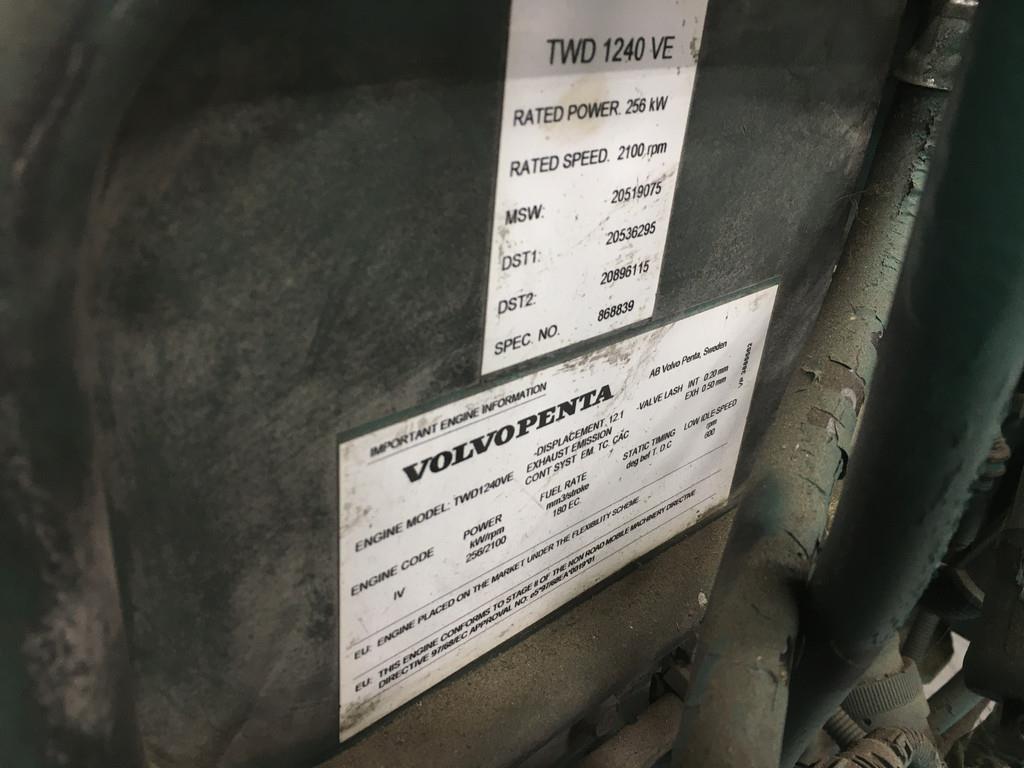 TWD 1240 VE
RATED POWER. 256 kW
RATED SPEED. 2100 rpm
MSW: 20519075
DST1: 20536295
DST2: 20896115
SPEC. NO. 868839
IMPORTANT ENGINE INFORMATION
VOLVO PENTA AB Volvo Penta, Sweden
ENGINE MODEL: TWD1240VE -DISPLACEMENT. 12.1 -VALVE LASH INT 0.20 mm
EXHAUST EMISSION EXH 0.50 mm
CONT SYST EM. TC. CAC
ENGINE CODE POWER FUEL RATE STATIC TIMING LOW IDLE SPEED
kW/rpm mm3/stroke deg bef T. D. C rpm
IV 256/2100 180 EC. 600
EU: ENGINE PLACED ON THE MARKET UNDER THE FLEXIBILITY SCHEME
EU: THIS ENGINE CONFORMS TO STAGE II OF THE NON ROAD MOBILE MACHINERY DIRECTIVE
DIRECTIVE 97/68/EC APPROVAL NO.